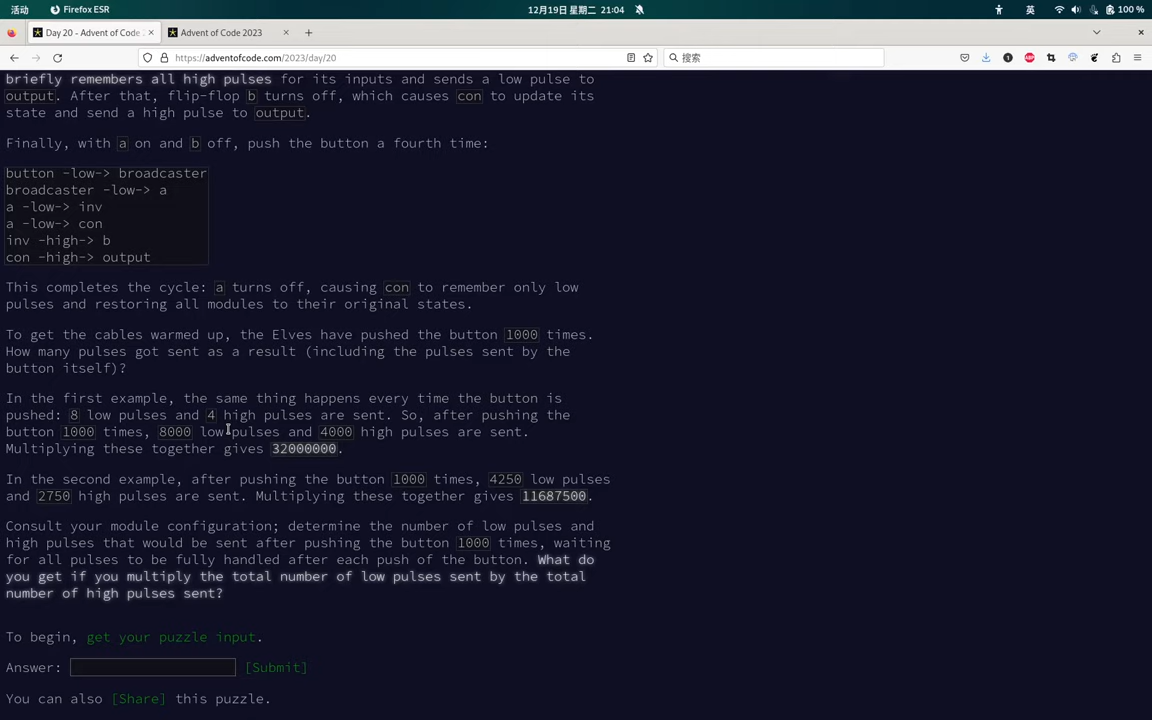 活动
Firefox ESR
12月19日 星期二 21:04
英
100 %
Day 20 - Advent of Code
Advent of Code 2023
https://adventofcode.com/2023/day/20
搜索
briefly remembers all high pulses for its inputs and sends a low pulse to
output. After that, flip-flop b turns off, which causes con to update its
state and send a high pulse to output.
Finally, with a on and b off, push the button a fourth time:
button -low-> broadcaster
broadcaster -low-> a
a -low-> inv
a -low-> con
inv -high-> b
con -high-> output
This completes the cycle: a turns off, causing con to remember only low
pulses and restoring all modules to their original states.
To get the cables warmed up, the Elves have pushed the button 1000 times.
How many pulses got sent as a result (including the pulses sent by the
button itself)?
In the first example, the same thing happens every time the button is
pushed: 8 low pulses and 4 high pulses are sent. So, after pushing the
button 1000 times, 8000 low pulses and 4000 high pulses are sent.
Multiplying these together gives 32000000.
In the second example, after pushing the button 1000 times, 4250 low pulses
and 2750 high pulses are sent. Multiplying these together gives 11687500.
Consult your module configuration; determine the number of low pulses and
high pulses that would be sent after pushing the button 1000 times, waiting
for all pulses to be fully handled after each push of the button. What do
you get if you multiply the total number of low pulses sent by the total
number of high pulses sent?
To begin, get your puzzle input.
Answer: [Submit]
You can also [Share] this puzzle.